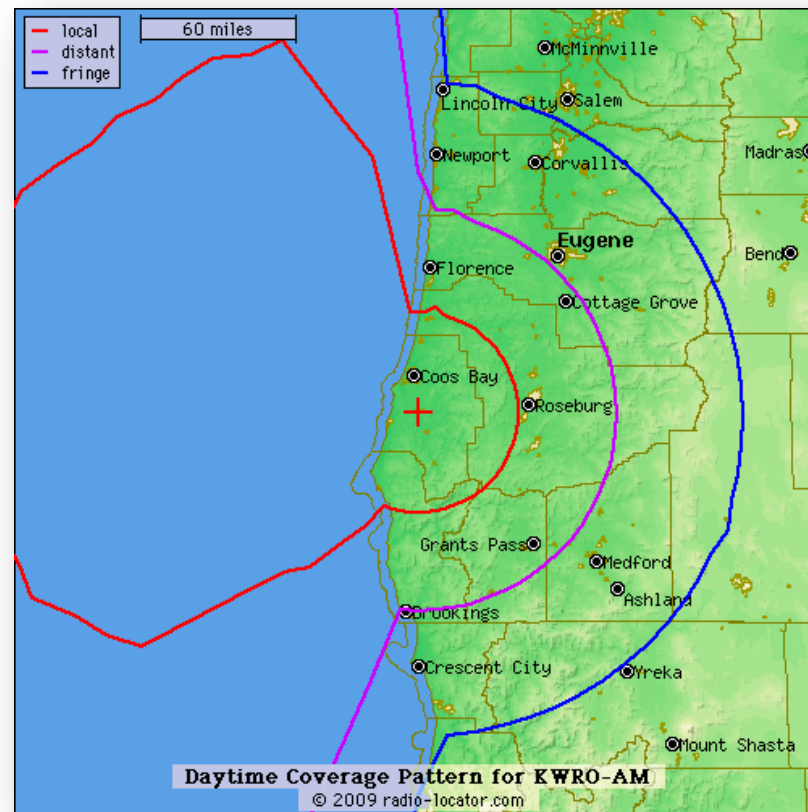 local
60 miles
distant
fringe
McMinnville
Lincoln City
Salem
Newport
Corvallis
Madras
Eugene
Bend
Florence
Cottage Grove
Coos Bay
Roseburg
Grants Pass
Medford
Ashland
Brookings
Crescent City
Yreka
Mount Shasta
Daytime Coverage Pattern for KWRO-AM
© 2009 radio-locator.com